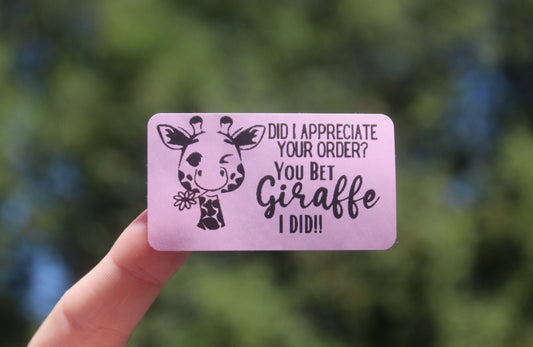 DID I APPRECIATE
YOUR ORDER?
YOU BET
Giraffe
I DID!!